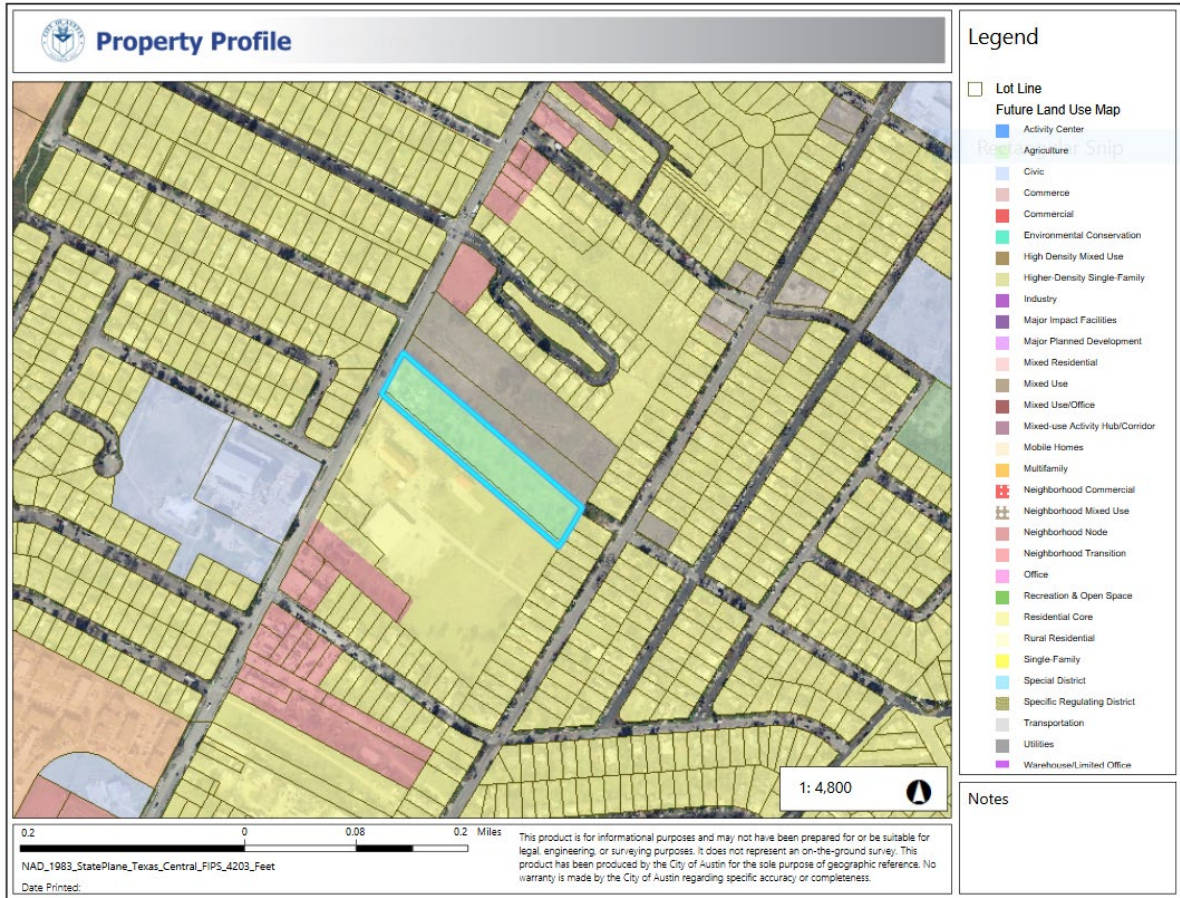 Property Profile
Legend
Lot Line
Future Land Use Map
Activity Center
Agriculture
Civic
Commerce
Commercial
Environmental Conservation
High Density Mixed Use
Higher-Density Single-Family
Industry
Major Impact Facilities
Major Planned Development
Mixed Residential
Mixed Use
Mixed Use/Office
Mixed-use Activity Hub/Corridor
Mobile Homes
Multifamily
Neighborhood Commercial
Neighborhood Mixed Use
Neighborhood Node
Neighborhood Transition
Office
Recreation & Open Space
Residential Core
Rural Residential
Single-Family
Special District
Specific Regulating District
Transportation
Utilities
Warehouse/Limited Office
Rectangular Snip
1: 4,800
Notes
0.2 0 0.08 0.2 Miles
NAD_1983_StatePlane_Texas_Central_FIPS_4203_Feet
Date Printed:
This product is for informational purposes and may not have been prepared for or be suitable for
legal, engineering, or surveying purposes. It does not represent an on-the-ground survey. This
product has been produced by the City of Austin for the sole purpose of geographic reference. No
warranty is made by the City of Austin regarding specific accuracy or completeness.